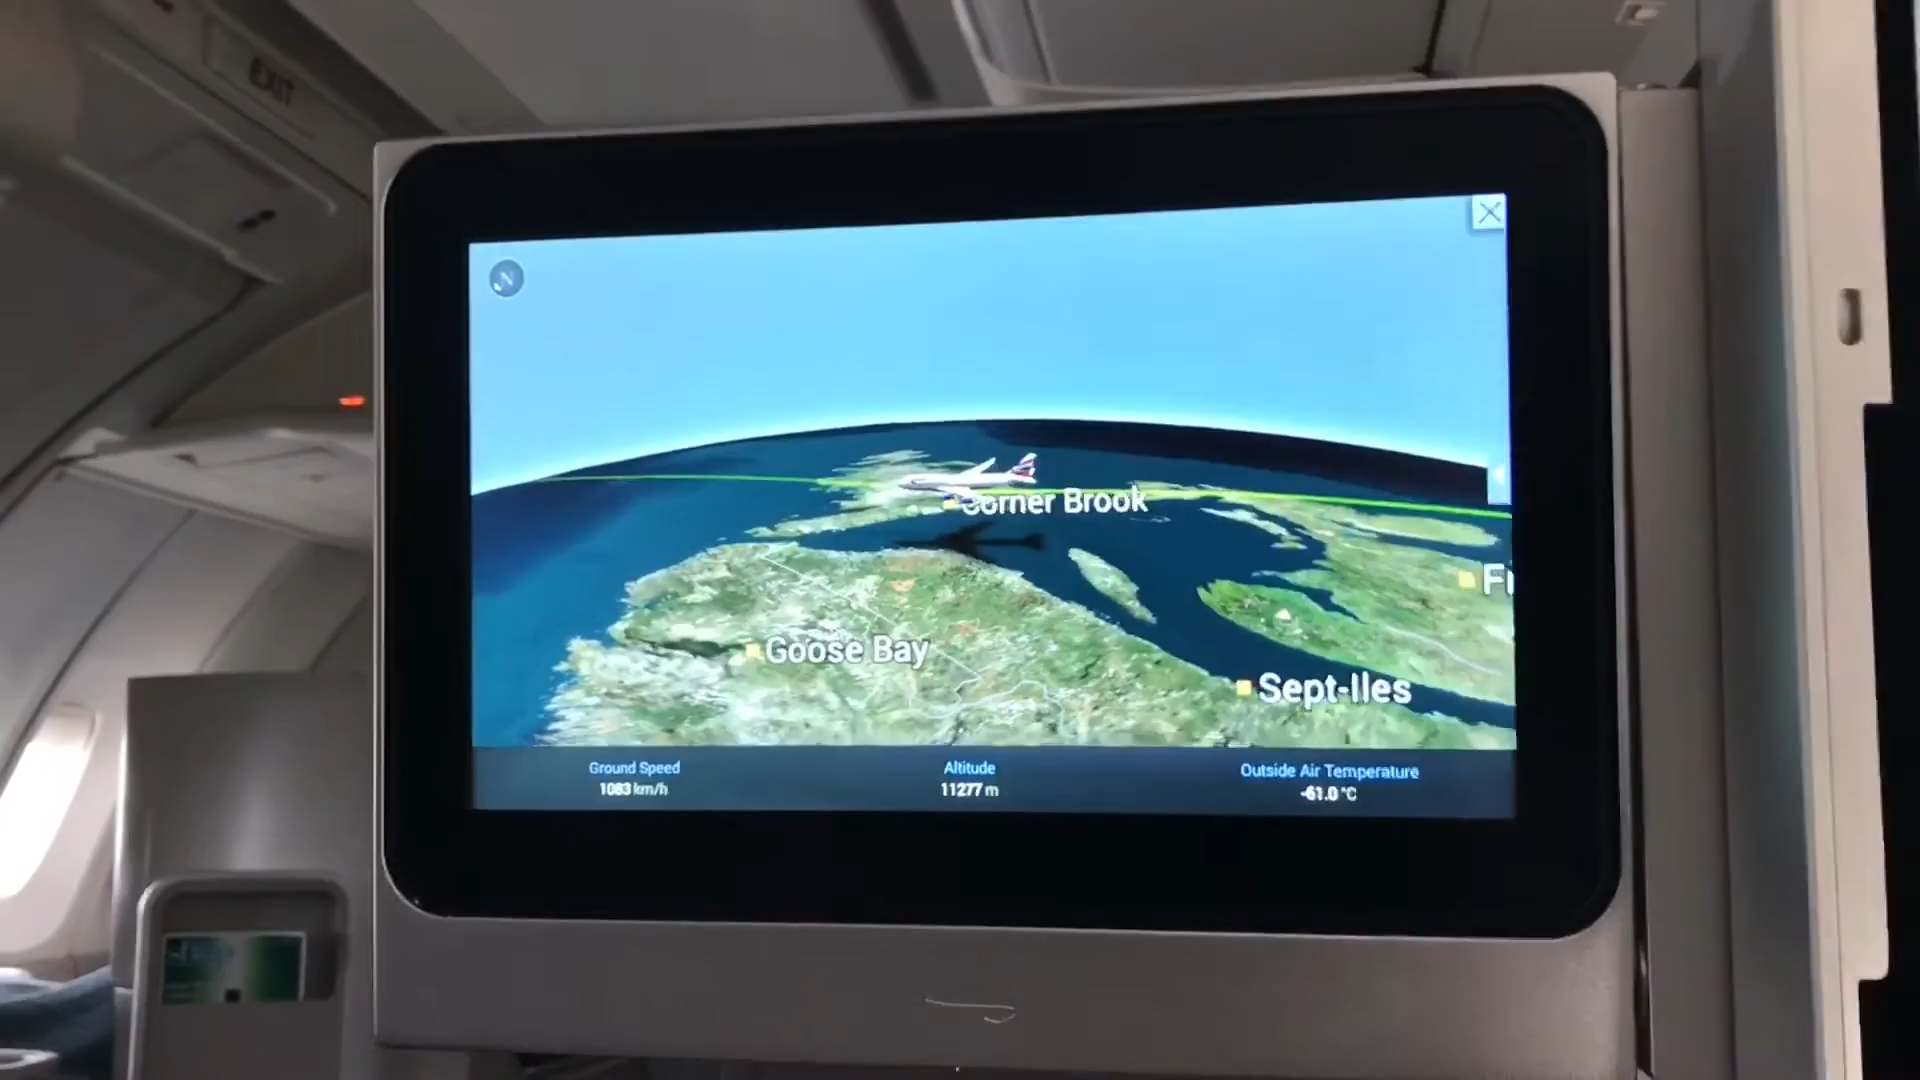 EXIT
N
Corner Brook
Goose Bay
Sept-Iles
Ground Speed
1083 km/h
Altitude
11277 m
Outside Air Temperature
-61.0 °C